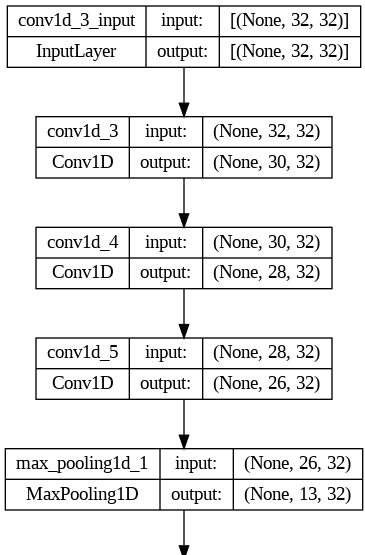 conv1d_3_input input: [(None, 32, 32)]
InputLayer output: [(None, 32, 32)]
conv1d_3 input: (None, 32, 32)
Conv1D output: (None, 30, 32)
conv1d_4 input: (None, 30, 32)
Conv1D output: (None, 28, 32)
conv1d_5 input: (None, 28, 32)
Conv1D output: (None, 26, 32)
max_pooling1d_1 input: (None, 26, 32)
MaxPooling1D output: (None, 13, 32)